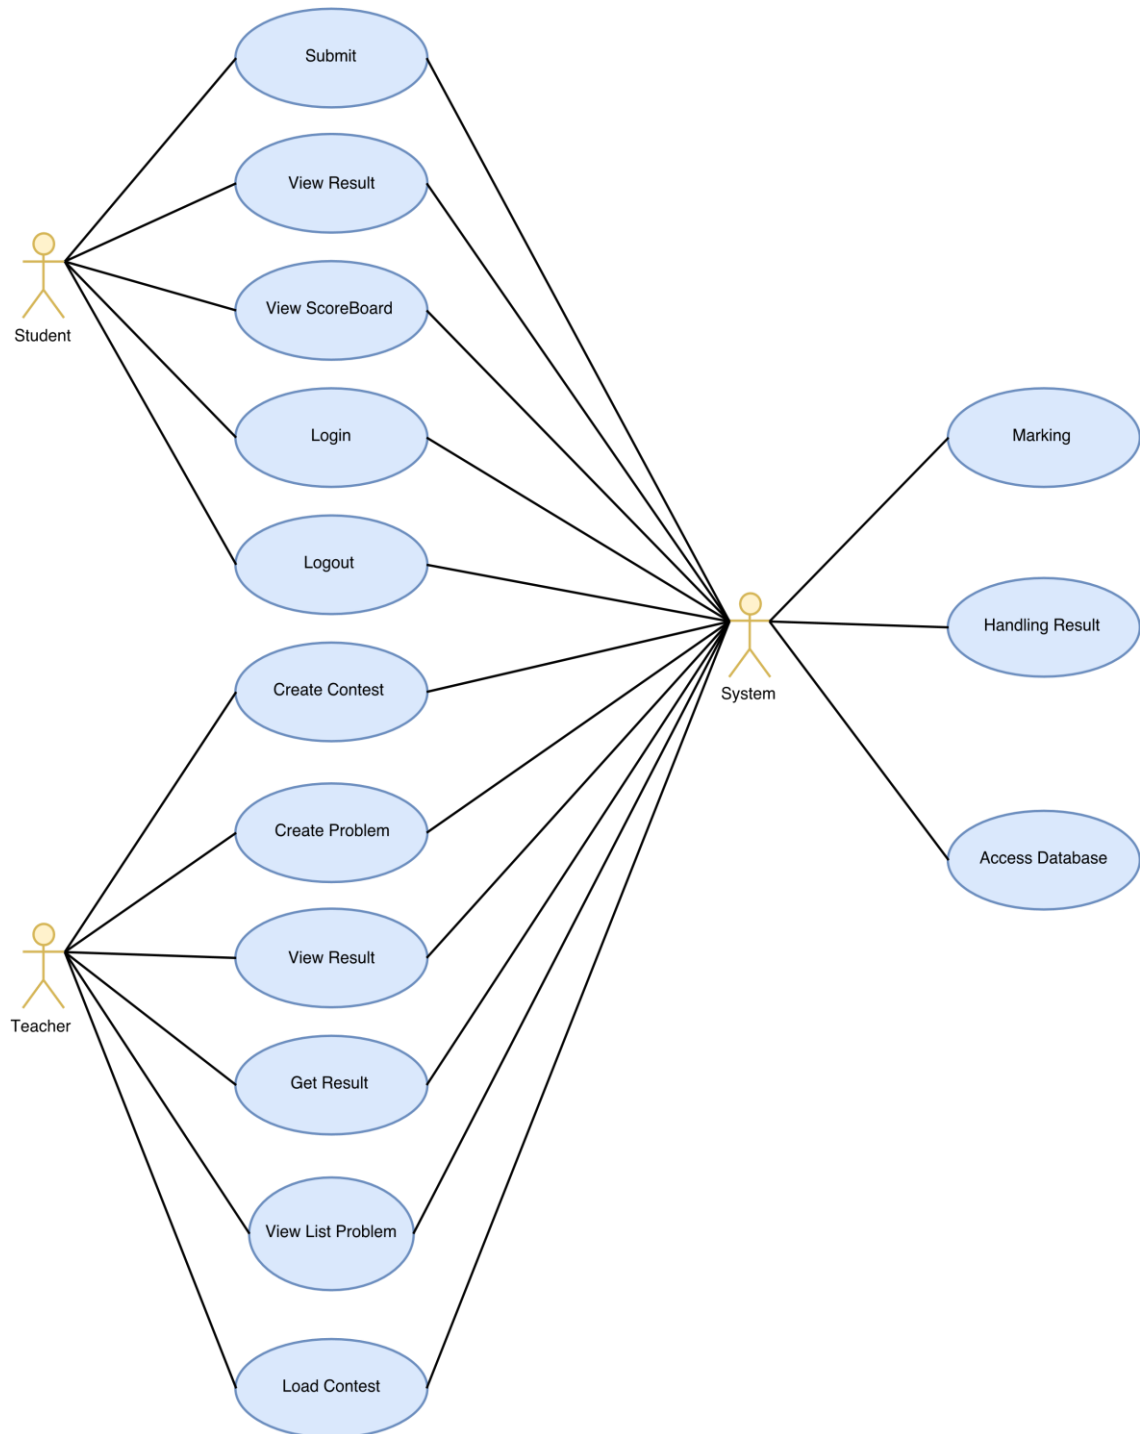 Submit
View Result
View ScoreBoard
Student
Login
Marking
Logout
Handling Result
Create Contest
System
Create Problem
Access Database
View Result
Teacher
Get Result
View List Problem
Load Contest